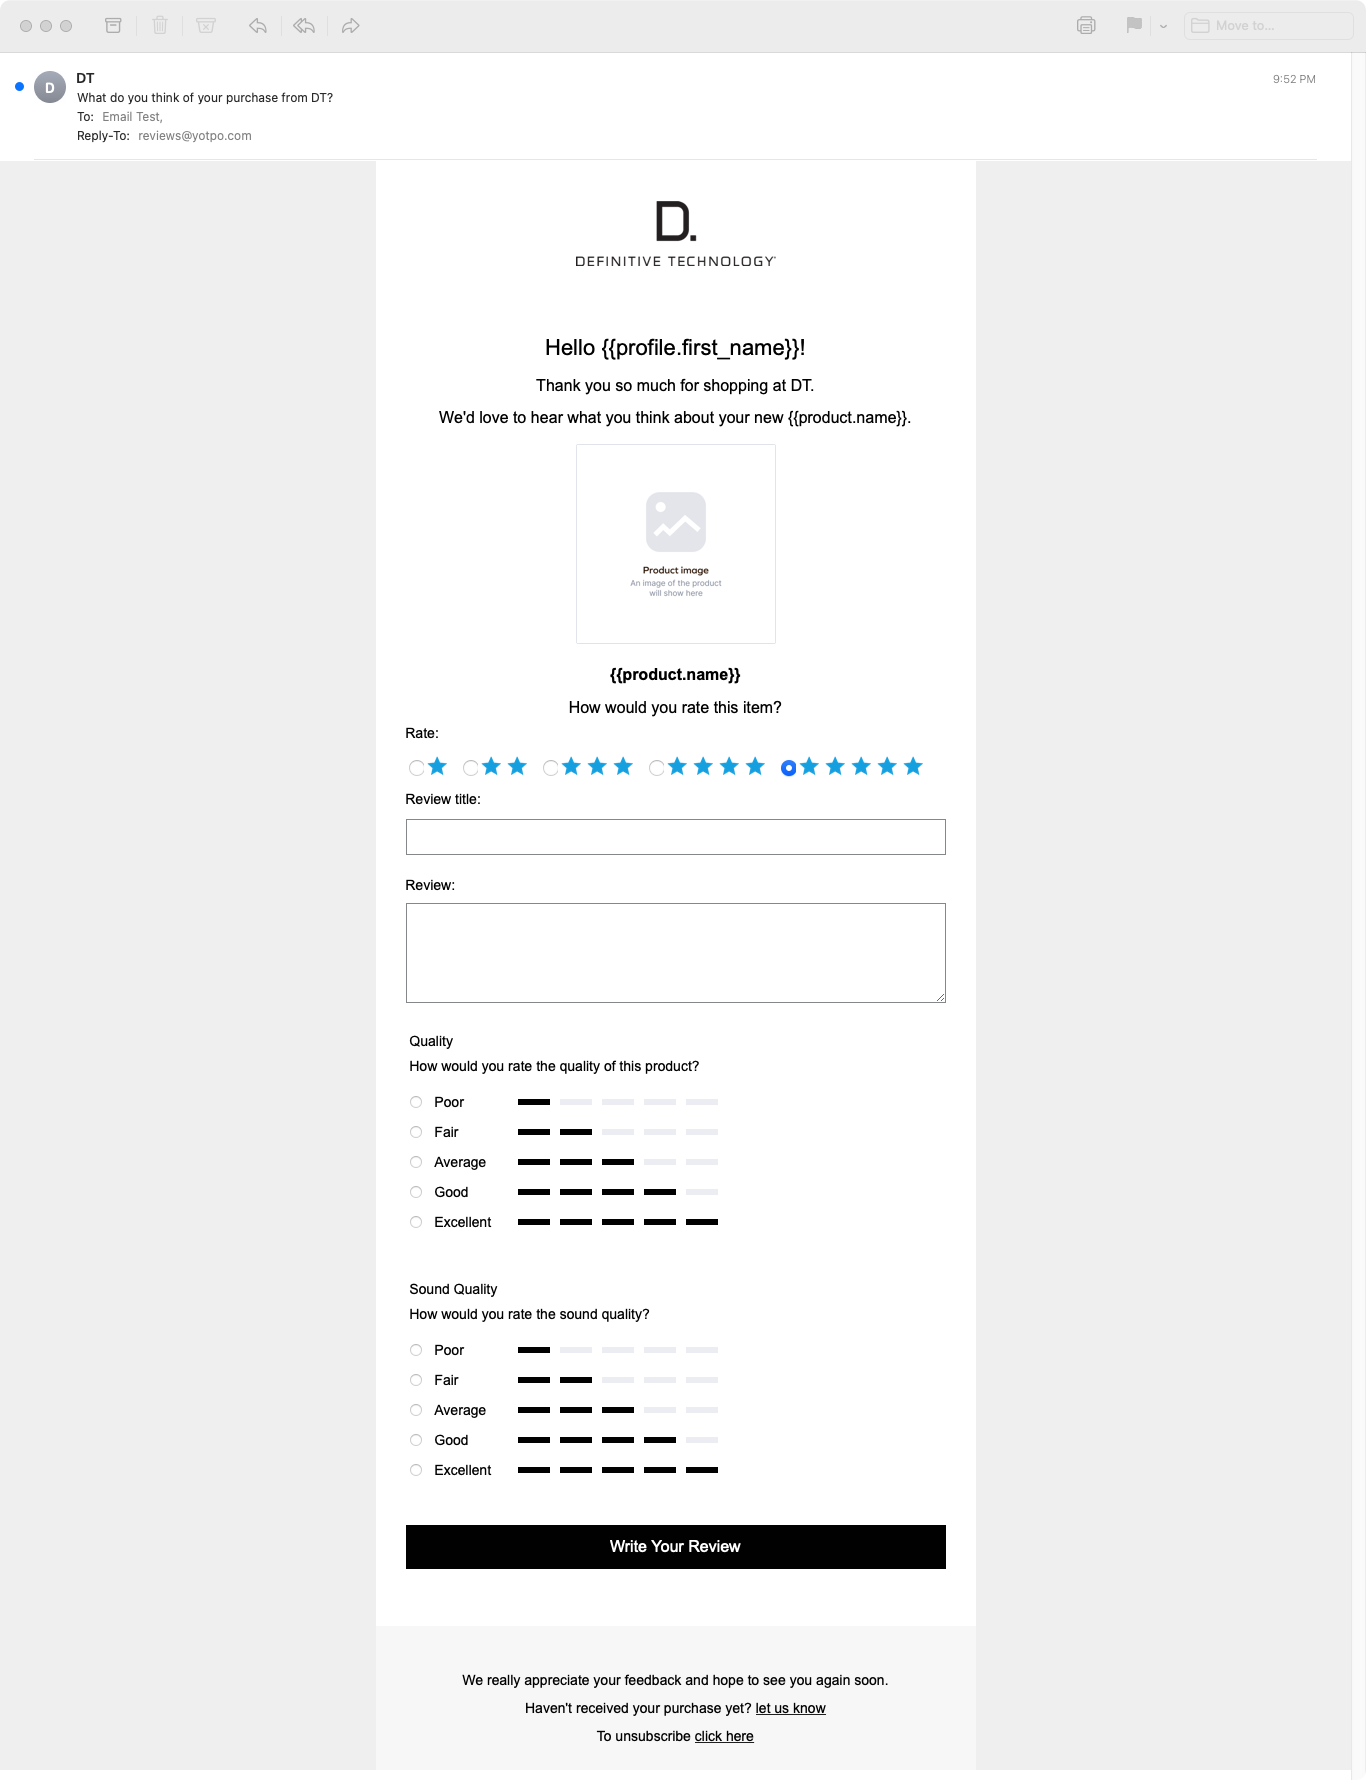 Move to...
D
DT
9:52 PM
What do you think of your purchase from DT?
To: Email Test,
Reply-To: reviews@yotpo.com
D.
DEFINITIVE TECHNOLOGY
Hello {{profile.first_name}}!
Thank you so much for shopping at DT.
We'd love to hear what you think about your new {{product.name}}.
Product image
An image of the product
will show here
{{product.name}}
How would you rate this item?
Rate:
Review title:
Review:
Quality
How would you rate the quality of this product?
Poor
Fair
Average
Good
Excellent
Sound Quality
How would you rate the sound quality?
Poor
Fair
Average
Good
Excellent
Write Your Review
We really appreciate your feedback and hope to see you again soon.
Haven't received your purchase yet? let us know
To unsubscribe click here